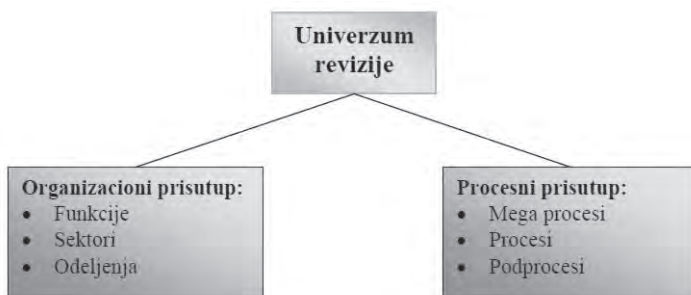 Univerzum
revizije
Organizacioni prisutup:
• Funkcije
• Sektori
• Odeljenja
Procesni prisutup:
• Mega procesi
• Procesi
• Podprocesi